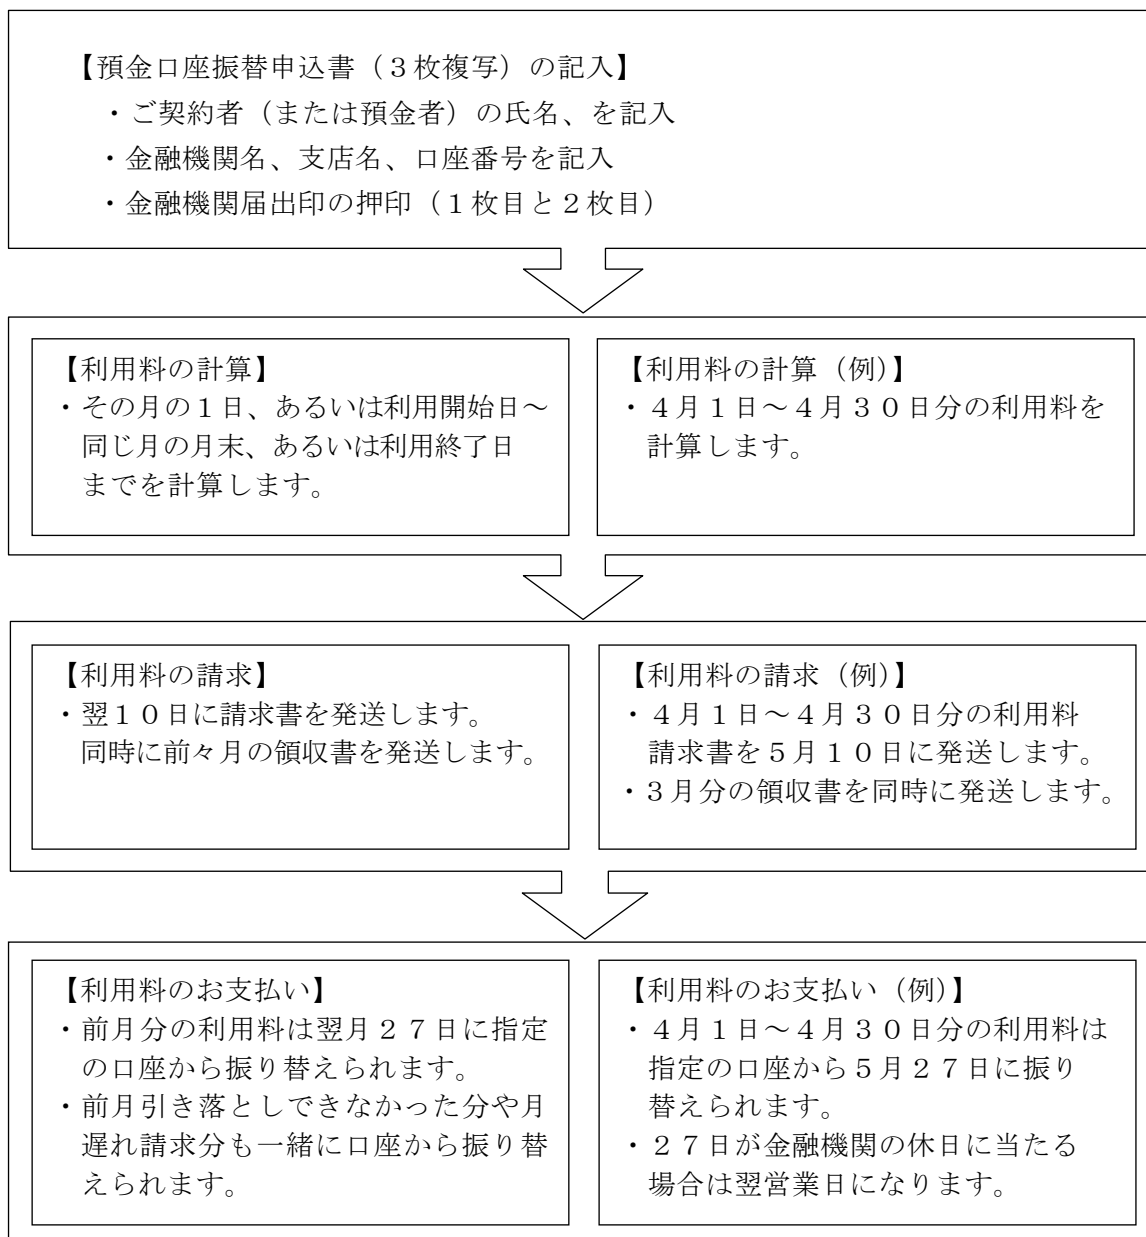 【預金口座振替申込書（３枚複写）の記入】
・ご契約者（または預金者）の氏名、を記入
・金融機関名、支店名、口座番号を記入
・金融機関届出印の押印（１枚目と２枚目）
【利用料の計算】
・その月の１日、あるいは利用開始日～
同じ月の月末、あるいは利用終了日
までを計算します。
【利用料の計算（例）】
・４月１日～４月３０日分の利用料を
計算します。
【利用料の請求】
・翌１０日に請求書を発送します。
同時に前々月の領収書を発送します。
【利用料の請求（例）】
・４月１日～４月３０日分の利用料
請求書を５月１０日に発送します。
・３月分の領収書を同時に発送します。
【利用料のお支払い】
・前月分の利用料は翌月２７日に指定
の口座から振り替えられます。
・前月引き落としできなかった分や月
遅れ請求分も一緒に口座から振り替
えられます。
【利用料のお支払い（例）】
・４月１日～４月３０日分の利用料は
指定の口座から５月２７日に振り
替えられます。
・２７日が金融機関の休日に当たる
場合は翌営業日になります。